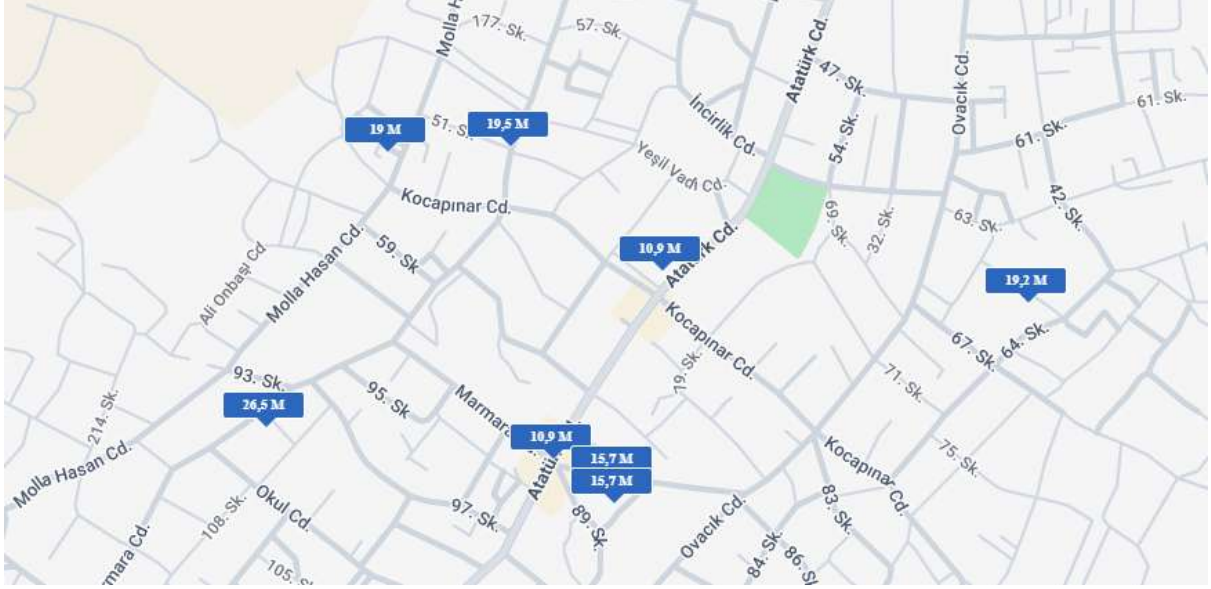 Molla H
177. Sk.
57. Sk.
Atatürk Cd.
47. Sk.
Ovacık Cd.
61. Sk.
61. Sk.
İncirlik Cd.
54. Sk.
19 M
51. Sk
19,5 M
Yeşil Vadi Cd.
Kocapınar Cd.
69. Sk.
32. Sk.
63. Sk.
42. Sk.
59. Sk
Molla Hasan Cd.
Ali Onbaşı Cd
10,9 M
Atatürk Cd.
19,2 M
Kocapınar Cd.
67. Sk.
64. Sk.
19. Sk.
71. Sk.
93. Sk.
95. Sk
26,5 M
214. Sk.
Marmara
10,9 M
Atatür
15,7 M
15,7 M
Molla Hasan Cd.
Kocapınar Cd.
75. Sk.
108. Sk.
Okul Cd.
97. Sk.
89. Sk.
Ovacık Cd.
83. Sk.
84. Sk.
86. Sk.
105. Sk.
rmara Cd.